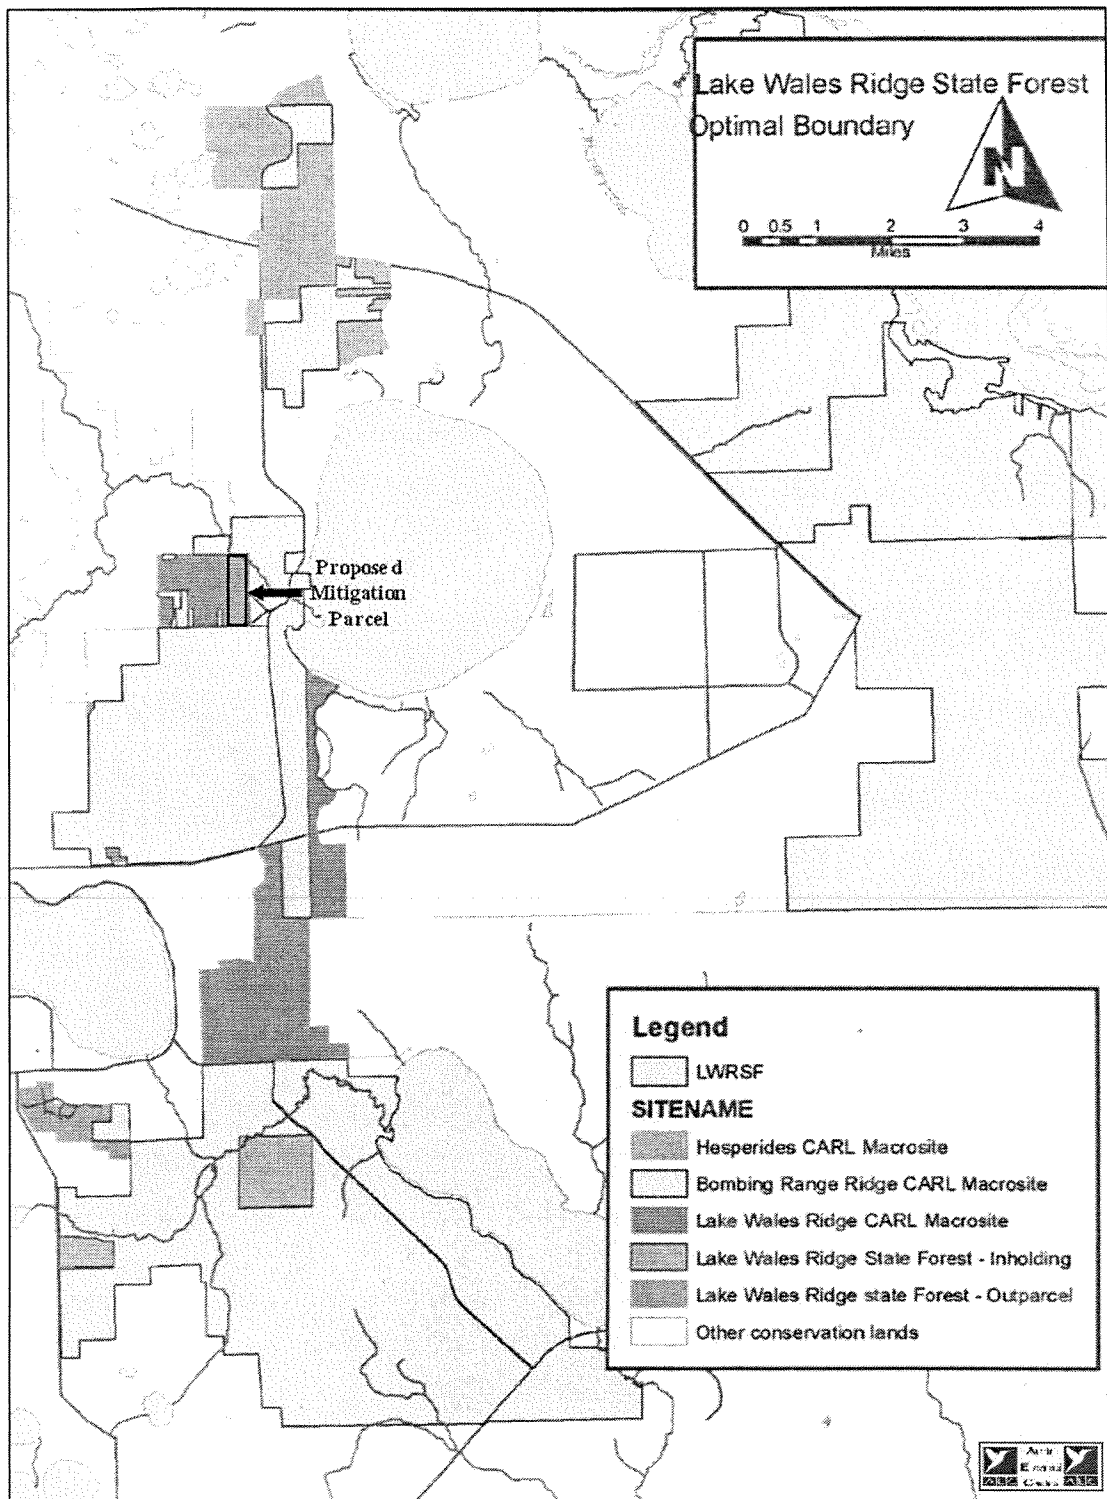 Lake Wales Ridge State Forest
Optimal Boundary
N
0 0.5 1 2 3 4
Miles
Proposed
Mitigation
Parcel
Legend
LWRSF
SITENAME
Hesperides CARL Macrosite
Bombing Range Ridge CARL Macrosite
Lake Wales Ridge CARL Macrosite
Lake Wales Ridge State Forest - Inholding
Lake Wales Ridge state Forest - Outparcel
Other conservation lands